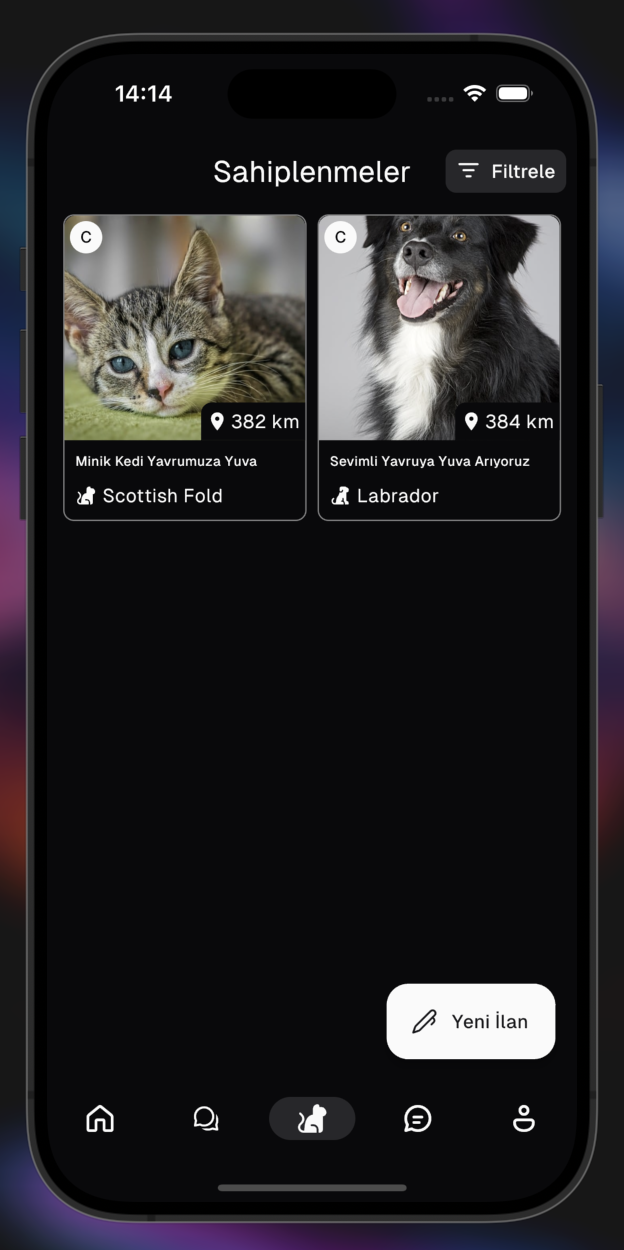 14:14
Sahiplenmeler
Filtrele
C
C
382 km
384 km
Minik Kedi Yavrumuza Yuva
Sevimli Yavruya Yuva Arıyoruz
Scottish Fold
Labrador
Yeni İlan